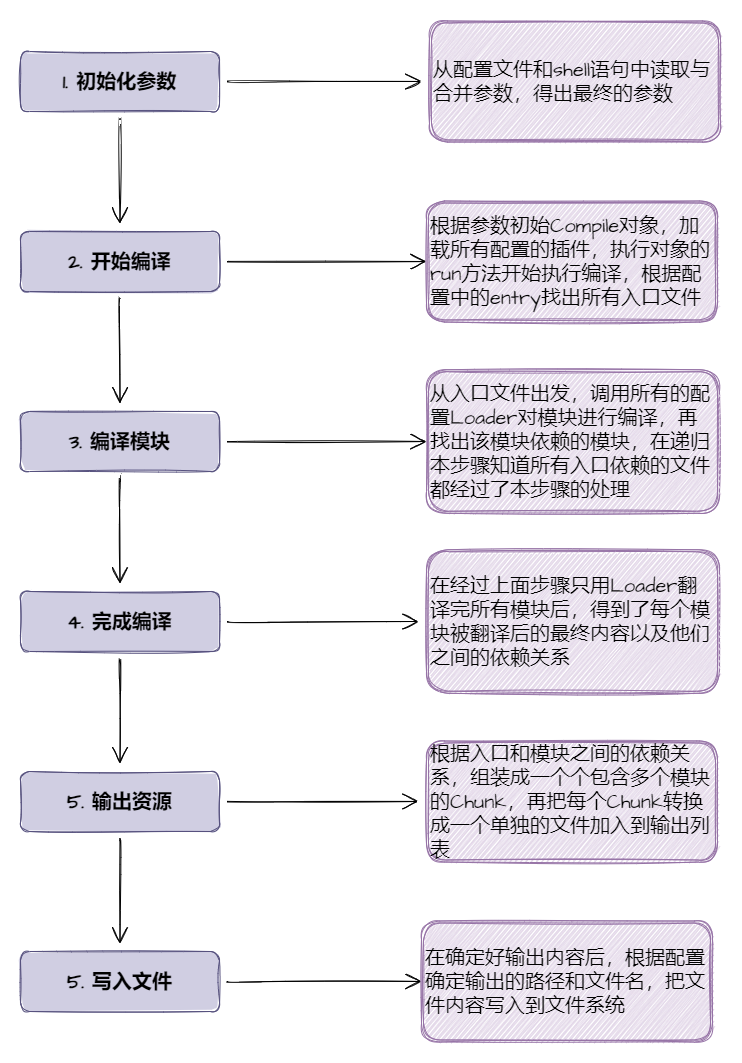 1. 初始化参数
从配置文件和shell语句中读取与
合并参数，得出最终的参数
2. 开始编译
根据参数初始Compile对象，加
载所有配置的插件，执行对象的
run方法开始执行编译，根据配
置中的entry找出所有入口文件
3. 编译模块
从入口文件出发，调用所有的配
置Loader对模块进行编译，再
找出该模块依赖的模块，在递归
本步骤知道所有入口依赖的文件
都经过了本步骤的处理
4. 完成编译
在经过上面步骤只用Loader翻
译完所有模块后，得到了每个模
块被翻译后的最终内容以及他们
之间的依赖关系
5. 输出资源
根据入口和模块之间的依赖关
系，组装成一个个包含多个模块
的Chunk，再把每个Chunk转换
成一个单独的文件加入到输出列
表
5. 写入文件
在确定好输出内容后，根据配置
确定输出的路径和文件名，把文
件内容写入到文件系统